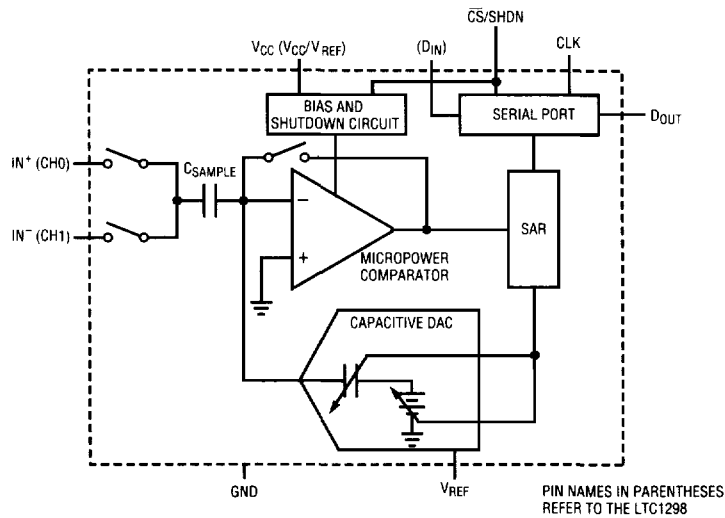 C̅S̅/SHDN
VCC (VCC/VREF)
(DIN)
CLK
BIAS AND
SHUTDOWN CIRCUIT
SERIAL PORT
DOUT
IN+ (CH0)
CSAMPLE
IN− (CH1)
−
+
SAR
MICROPOWER
COMPARATOR
CAPACITIVE DAC
GND
VREF
PIN NAMES IN PARENTHESES
REFER TO THE LTC1298